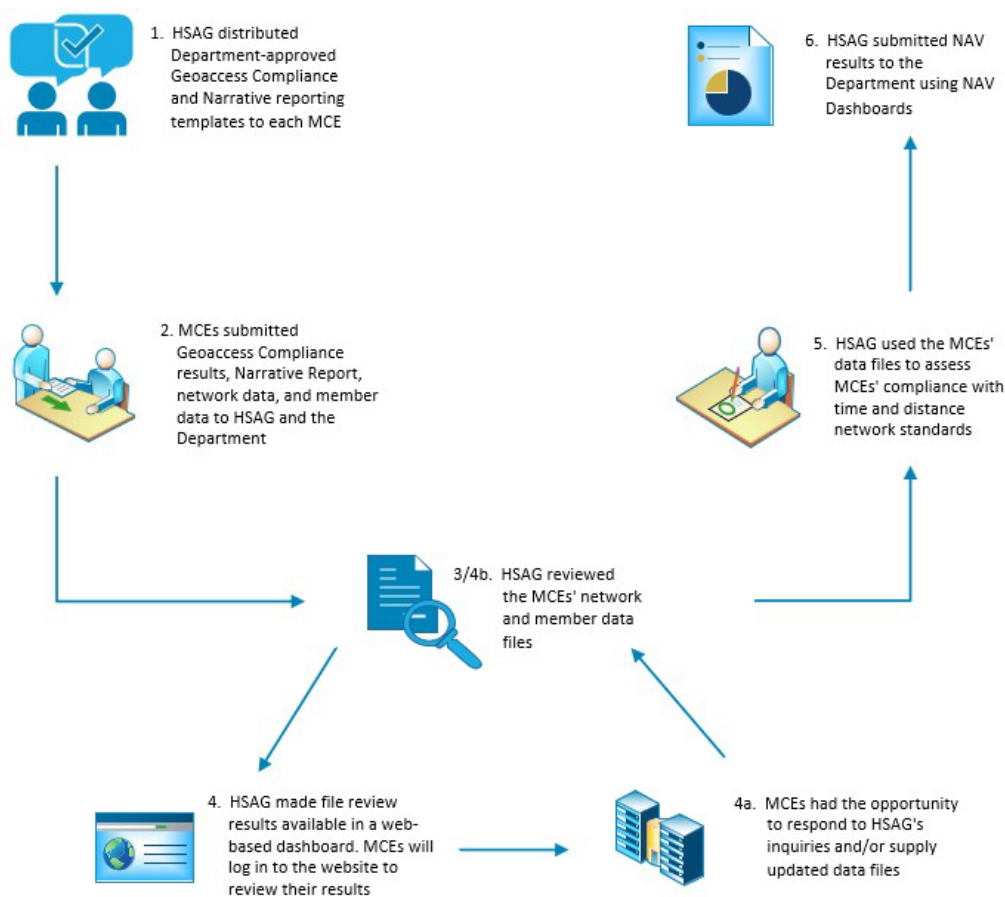 1. HSAG distributed
Department-approved
Geoaccess Compliance
and Narrative reporting
templates to each MCE
2. MCEs submitted
Geoaccess Compliance
results, Narrative Report,
network data, and member
data to HSAG and the
Department
3/4b. HSAG reviewed
the MCEs' network
and member data
files
4. HSAG made file review
results available in a web-
based dashboard. MCEs will
log in to the website to
review their results
4a. MCEs had the opportunity
to respond to HSAG's
inquiries and/or supply
updated data files
5. HSAG used the MCEs'
data files to assess
MCEs' compliance with
time and distance
network standards
6. HSAG submitted NAV
results to the
Department using NAV
Dashboards